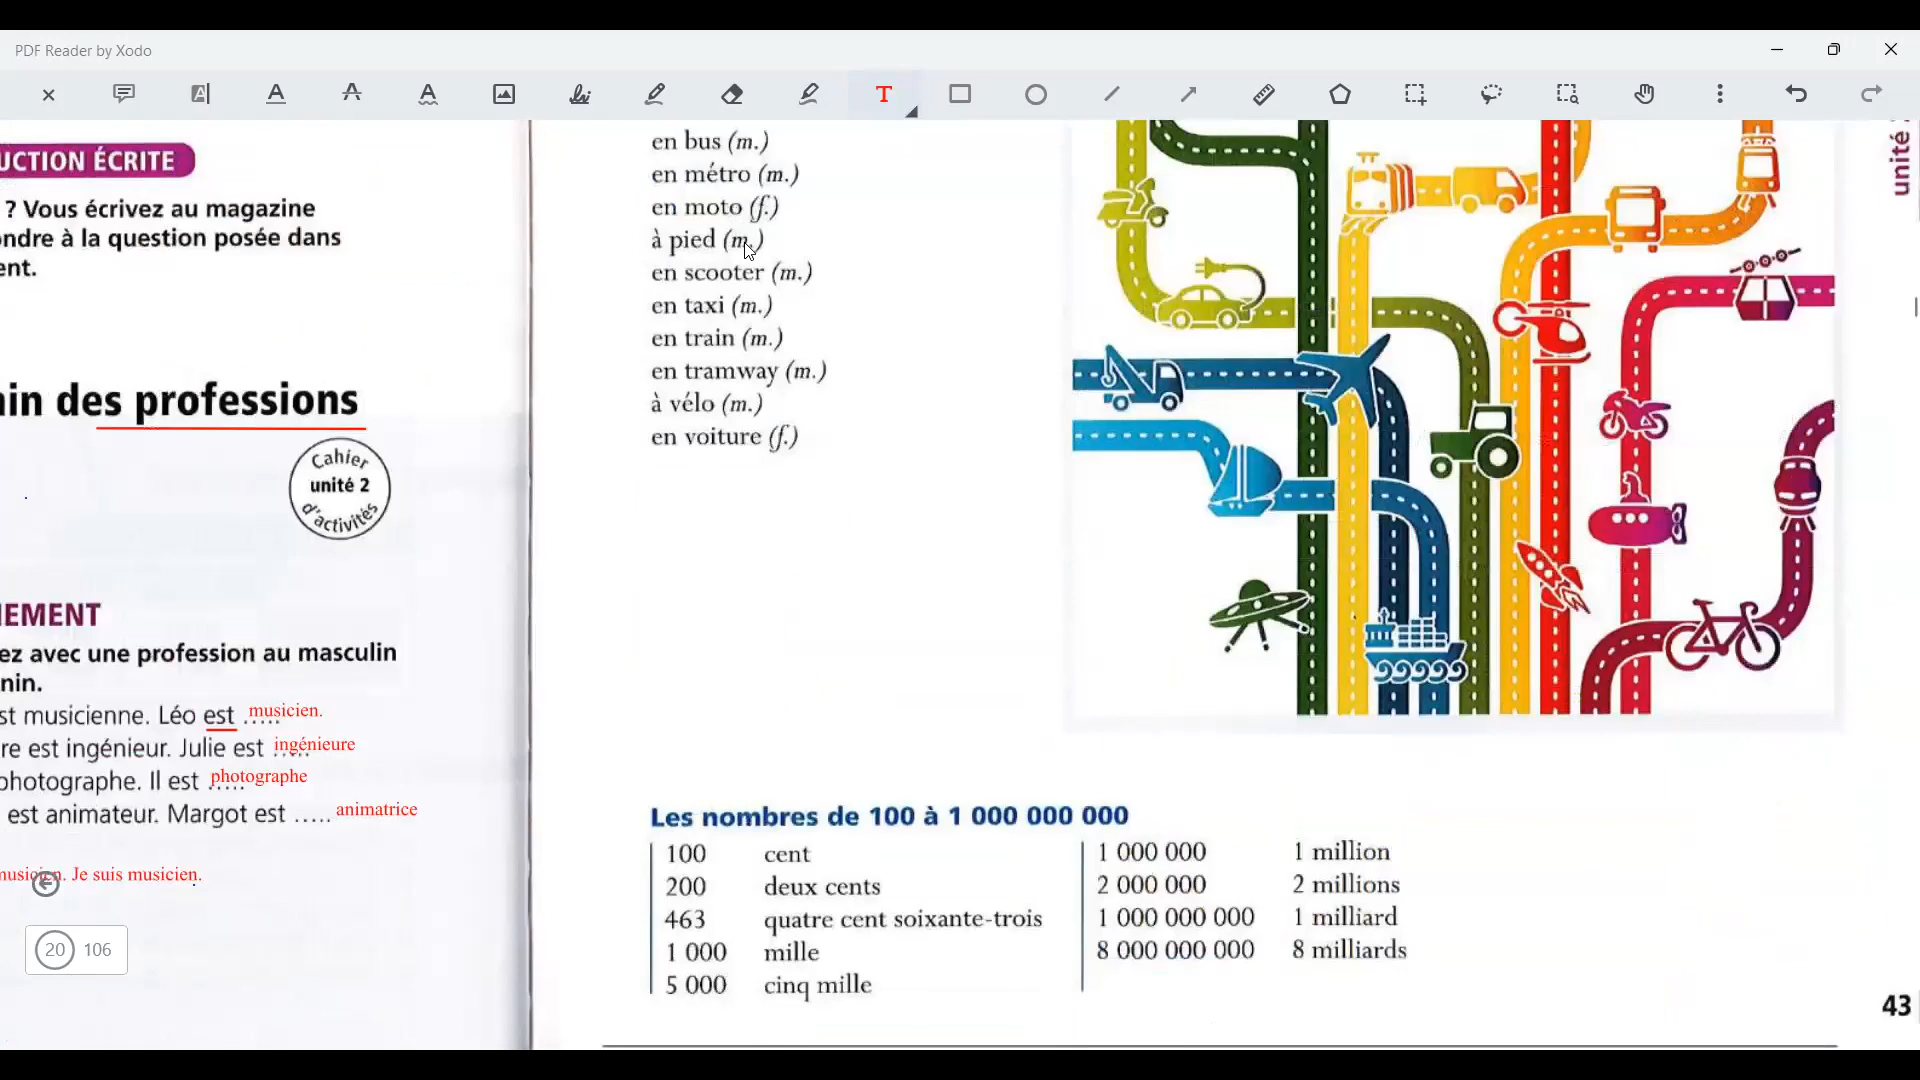 PDF Reader by Xodo
T
UCTION ÉCRITE
? Vous écrivez au magazine
ondre à la question posée dans
ent.
in des professions
Cahier
unité 2
d'activités
EMENT
ez avec une profession au masculin
nin.
st musicienne. Léo est ..... musicien.
re est ingénieur. Julie est ..... ingénieure
photographe. Il est ..... photographe
est animateur. Margot est ..... animatrice
musicien. Je suis musicien.
20 106
en bus (m.)
en métro (m.)
en moto (f.)
à pied (m.)
en scooter (m.)
en taxi (m.)
en train (m.)
en tramway (m.)
à vélo (m.)
en voiture (f.)
unité
Les nombres de 100 à 1 000 000 000
100 cent
200 deux cents
463 quatre cent soixante-trois
1 000 mille
5 000 cinq mille
1 000 000 1 million
2 000 000 2 millions
1 000 000 000 1 milliard
8 000 000 000 8 milliards
43